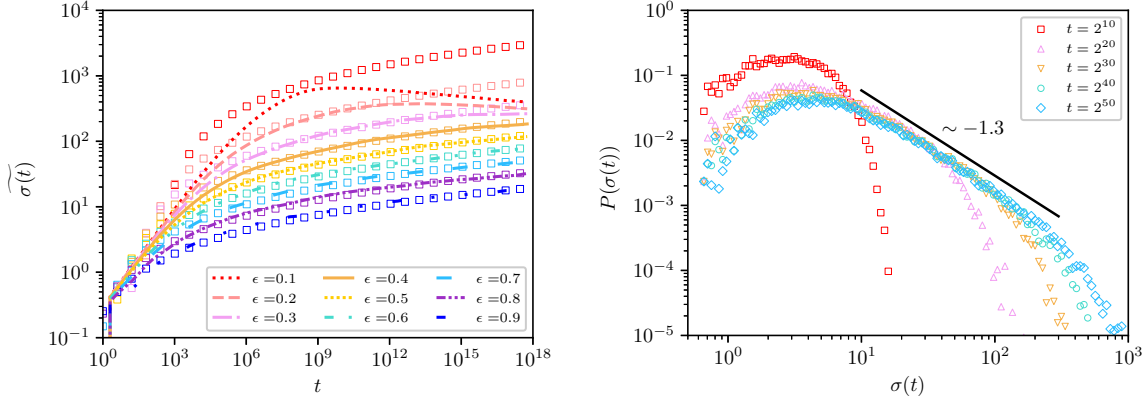 10^4
10^3
10^2
10^1
10^0
10^{-1}
\widetilde{σ(t)}
10^0 10^3 10^6 10^9 10^{12} 10^{15} 10^{18}
t
ϵ =0.1 ϵ =0.4 ϵ =0.7
ϵ =0.2 ϵ =0.5 ϵ =0.8
ϵ =0.3 ϵ =0.6 ϵ =0.9
10^0
10^{-1}
10^{-2}
10^{-3}
10^{-4}
10^{-5}
P(σ(t))
t = 2^{10}
t = 2^{20}
t = 2^{30}
t = 2^{40}
t = 2^{50}
∼ −1.3
10^0 10^1 10^2 10^3
σ(t)